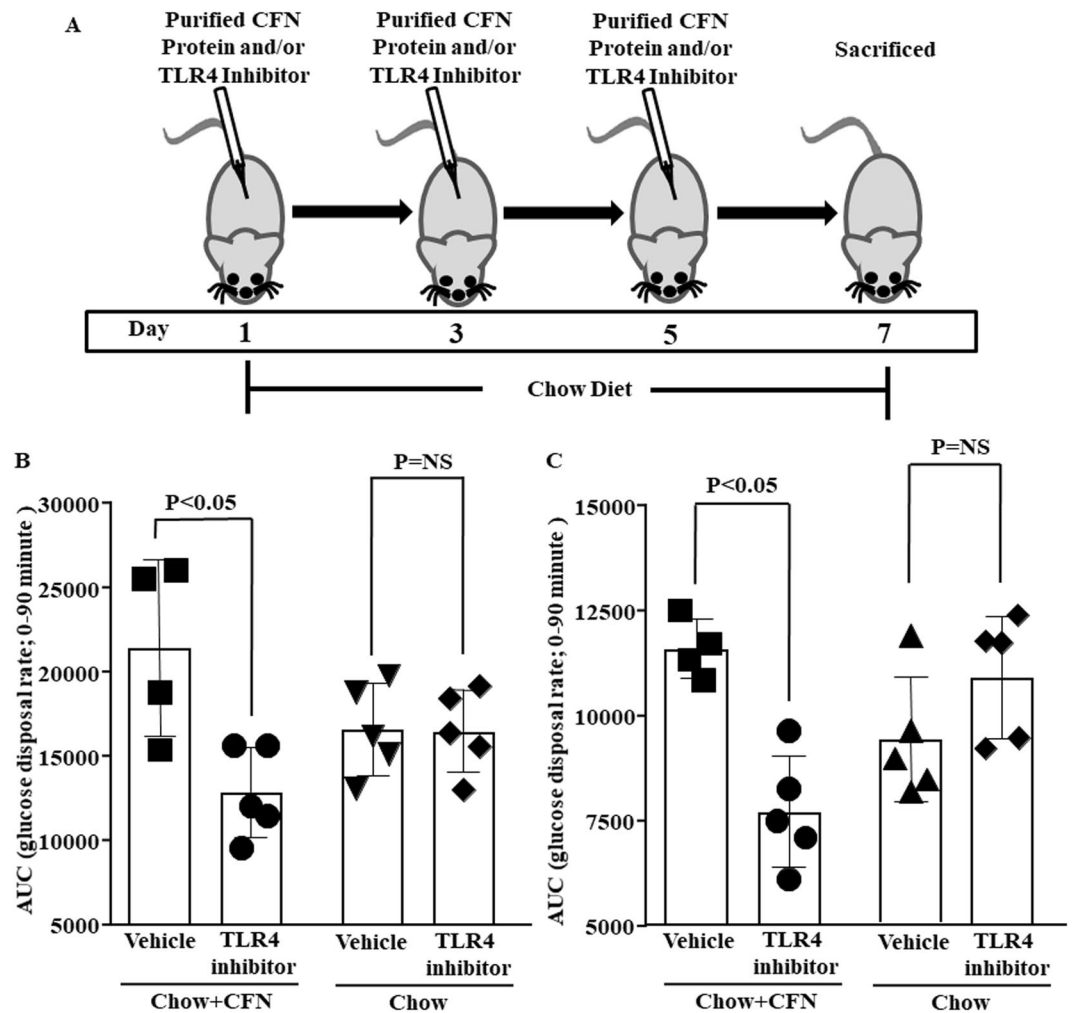 A
Purified CFN
Protein and/or
TLR4 Inhibitor
Purified CFN
Protein and/or
TLR4 Inhibitor
Purified CFN
Protein and/or
TLR4 Inhibitor
Sacrificed
Day 1 3 5 7
Chow Diet
B
AUC (glucose disposal rate; 0-90 minute )
30000
25000
20000
15000
10000
5000
P<0.05
P=NS
Vehicle
TLR4
inhibitor
Vehicle
TLR4
inhibitor
Chow+CFN
Chow
C
AUC (glucose disposal rate; 0-90 minute )
15000
12500
10000
7500
5000
P<0.05
P=NS
Vehicle
TLR4
inhibitor
Vehicle
TLR4
inhibitor
Chow+CFN
Chow